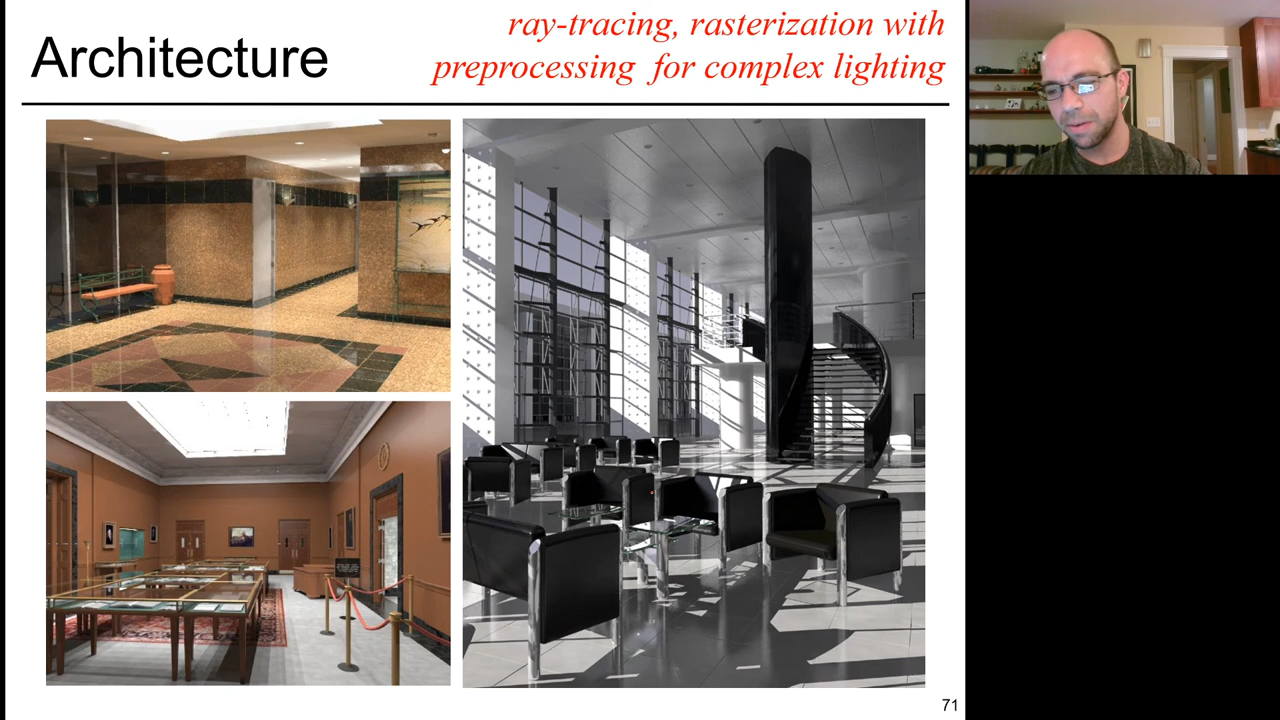 Architecture
ray-tracing, rasterization with
preprocessing for complex lighting
71